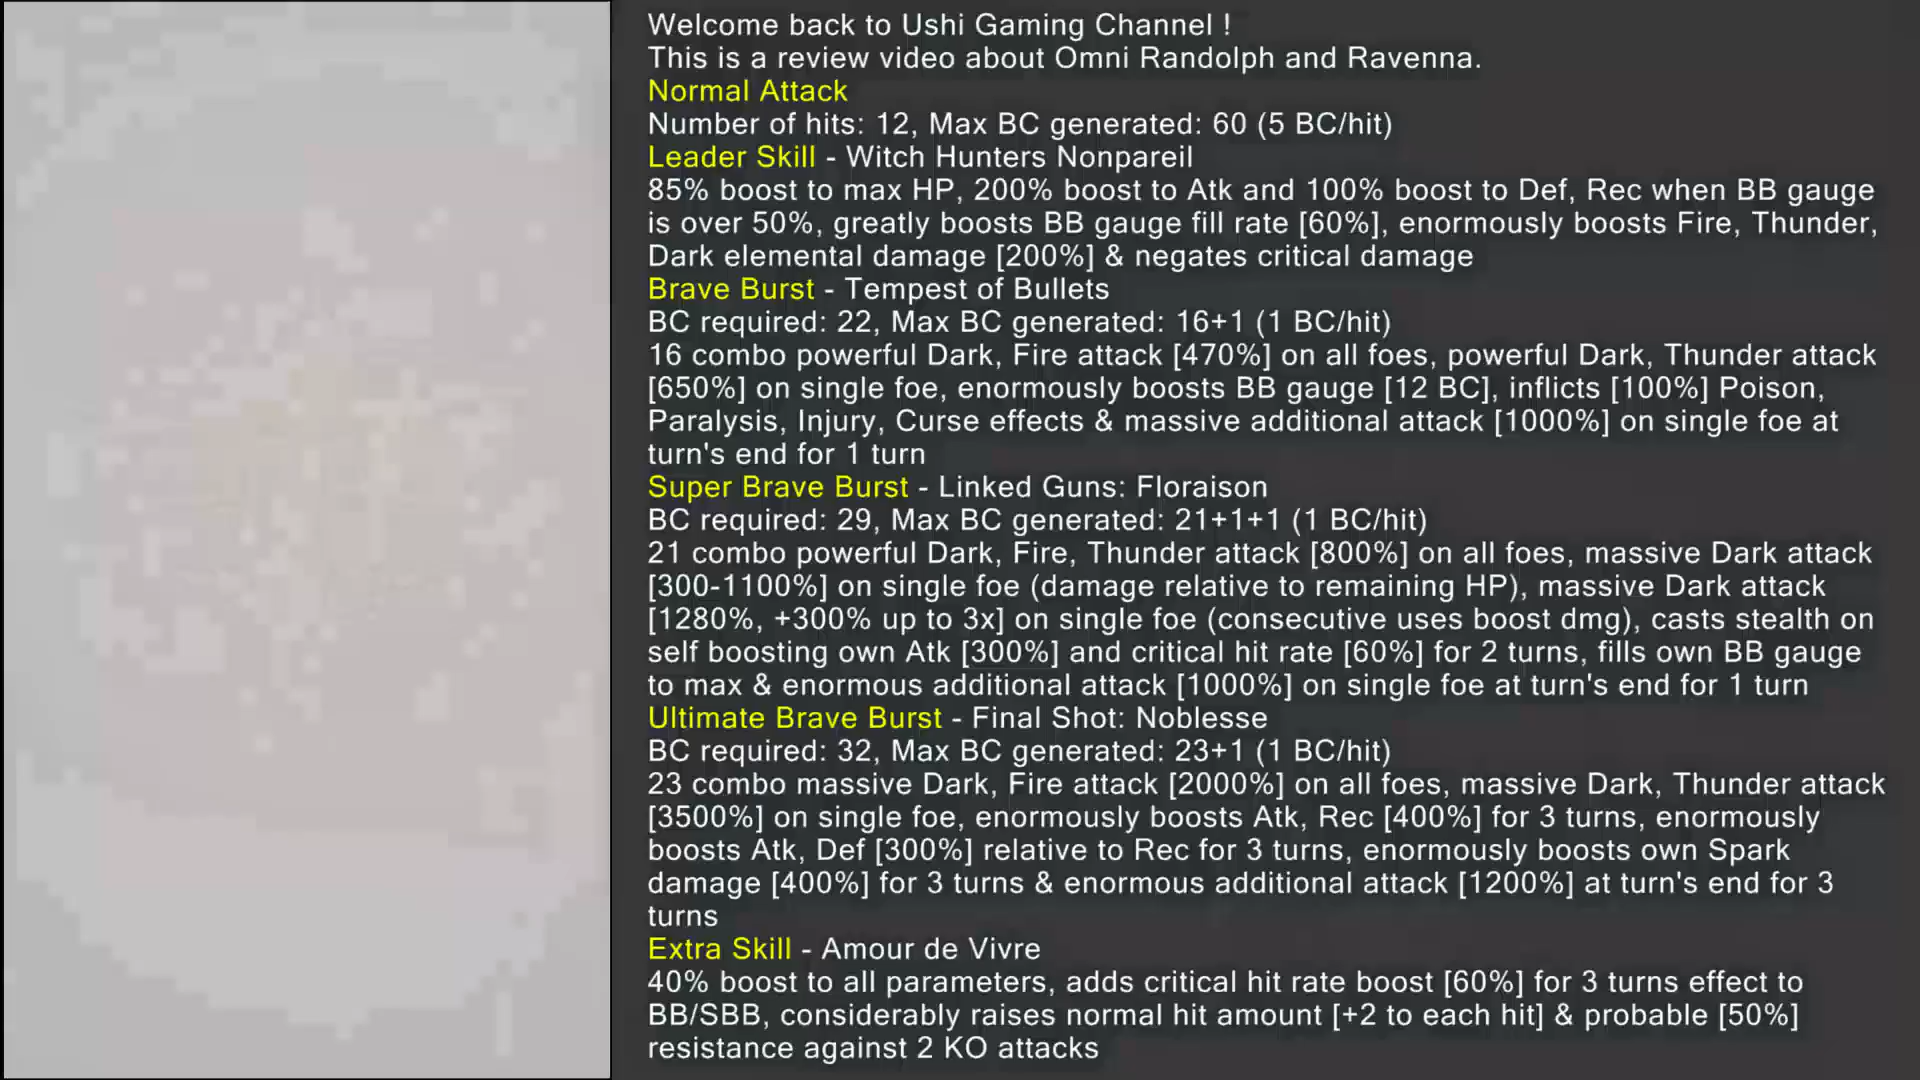 Welcome back to Ushi Gaming Channel !
This is a review video about Omni Randolph and Ravenna.
Normal Attack
Number of hits: 12, Max BC generated: 60 (5 BC/hit)
Leader Skill - Witch Hunters Nonpareil
85% boost to max HP, 200% boost to Atk and 100% boost to Def, Rec when BB gauge
is over 50%, greatly boosts BB gauge fill rate [60%], enormously boosts Fire, Thunder,
Dark elemental damage [200%] & negates critical damage
Brave Burst - Tempest of Bullets
BC required: 22, Max BC generated: 16+1 (1 BC/hit)
16 combo powerful Dark, Fire attack [470%] on all foes, powerful Dark, Thunder attack
[650%] on single foe, enormously boosts BB gauge [12 BC], inflicts [100%] Poison,
Paralysis, Injury, Curse effects & massive additional attack [1000%] on single foe at
turn's end for 1 turn
Super Brave Burst - Linked Guns: Floraison
BC required: 29, Max BC generated: 21+1+1 (1 BC/hit)
21 combo powerful Dark, Fire, Thunder attack [800%] on all foes, massive Dark attack
[300-1100%] on single foe (damage relative to remaining HP), massive Dark attack
[1280%, +300% up to 3x] on single foe (consecutive uses boost dmg), casts stealth on
self boosting own Atk [300%] and critical hit rate [60%] for 2 turns, fills own BB gauge
to max & enormous additional attack [1000%] on single foe at turn's end for 1 turn
Ultimate Brave Burst - Final Shot: Noblesse
BC required: 32, Max BC generated: 23+1 (1 BC/hit)
23 combo massive Dark, Fire attack [2000%] on all foes, massive Dark, Thunder attack
[3500%] on single foe, enormously boosts Atk, Rec [400%] for 3 turns, enormously
boosts Atk, Def [300%] relative to Rec for 3 turns, enormously boosts own Spark
damage [400%] for 3 turns & enormous additional attack [1200%] at turn's end for 3
turns
Extra Skill - Amour de Vivre
40% boost to all parameters, adds critical hit rate boost [60%] for 3 turns effect to
BB/SBB, considerably raises normal hit amount [+2 to each hit] & probable [50%]
resistance against 2 KO attacks